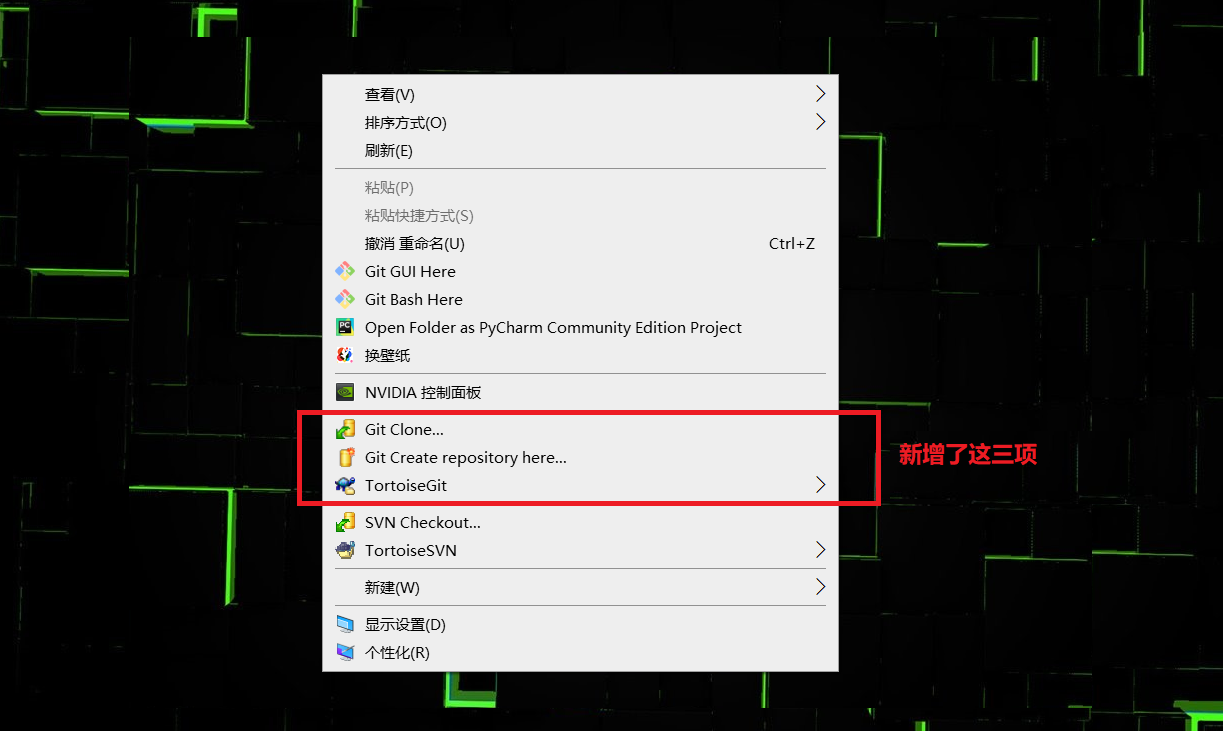 查看(V)
排序方式(O)
刷新(E)
粘贴(P)
粘贴快捷方式(S)
撤消 重命名(U) Ctrl+Z
Git GUI Here
Git Bash Here
Open Folder as PyCharm Community Edition Project
换壁纸
NVIDIA 控制面板
Git Clone...
Git Create repository here...
新增了这三项
TortoiseGit
SVN Checkout...
TortoiseSVN
新建(W)
显示设置(D)
个性化(R)